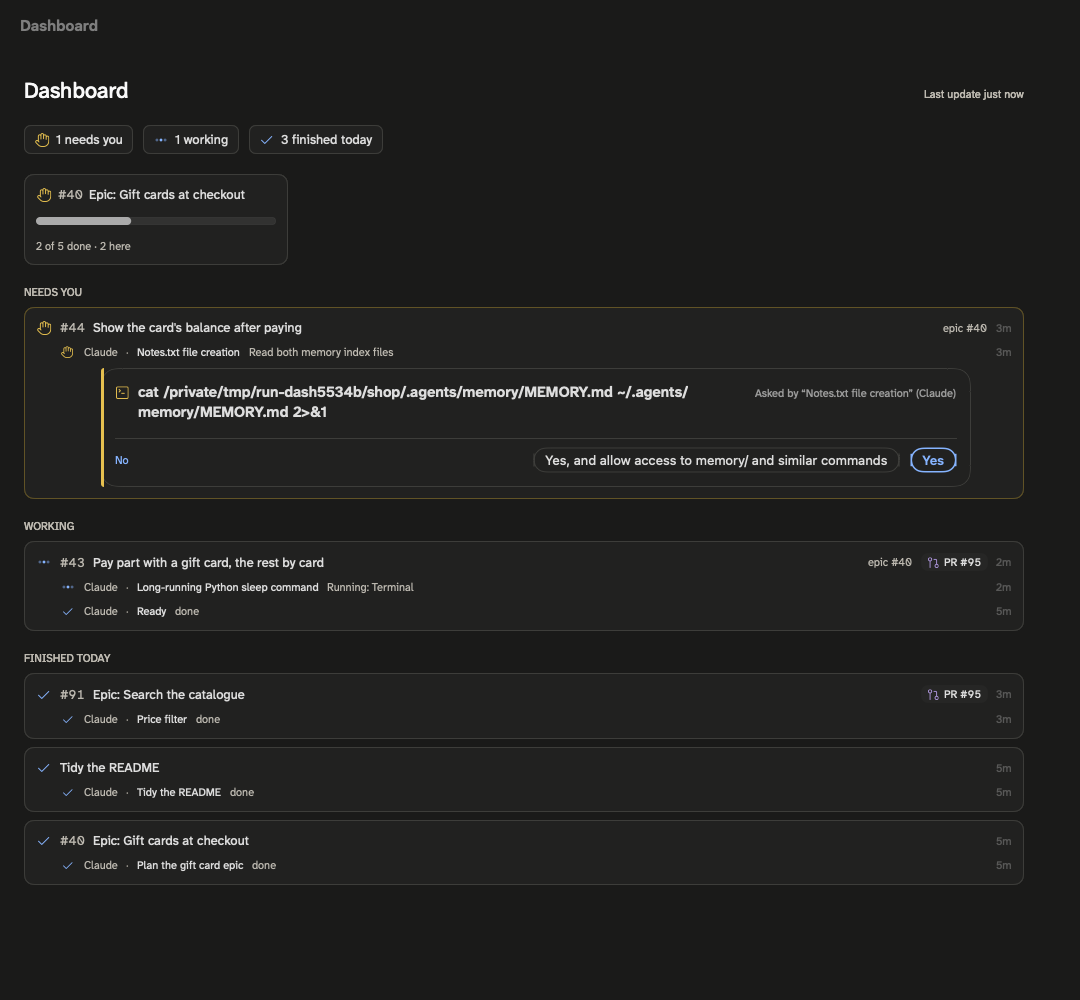 Dashboard
Dashboard
Last update just now
1 needs you
1 working
3 finished today
#40 Epic: Gift cards at checkout
2 of 5 done · 2 here
NEEDS YOU
#44 Show the card's balance after paying epic #40 3m
Claude · Notes.txt file creation Read both memory index files 3m
cat /private/tmp/run-dash5534b/shop/.agents/memory/MEMORY.md ~/.agents/
memory/MEMORY.md 2>&1
Asked by “Notes.txt file creation” (Claude)
No
Yes, and allow access to memory/ and similar commands
Yes
WORKING
#43 Pay part with a gift card, the rest by card epic #40 PR #95 2m
Claude · Long-running Python sleep command Running: Terminal 2m
Claude · Ready done 5m
FINISHED TODAY
#91 Epic: Search the catalogue PR #95 3m
Claude · Price filter done 3m
Tidy the README 5m
Claude · Tidy the README done 5m
#40 Epic: Gift cards at checkout 5m
Claude · Plan the gift card epic done 5m